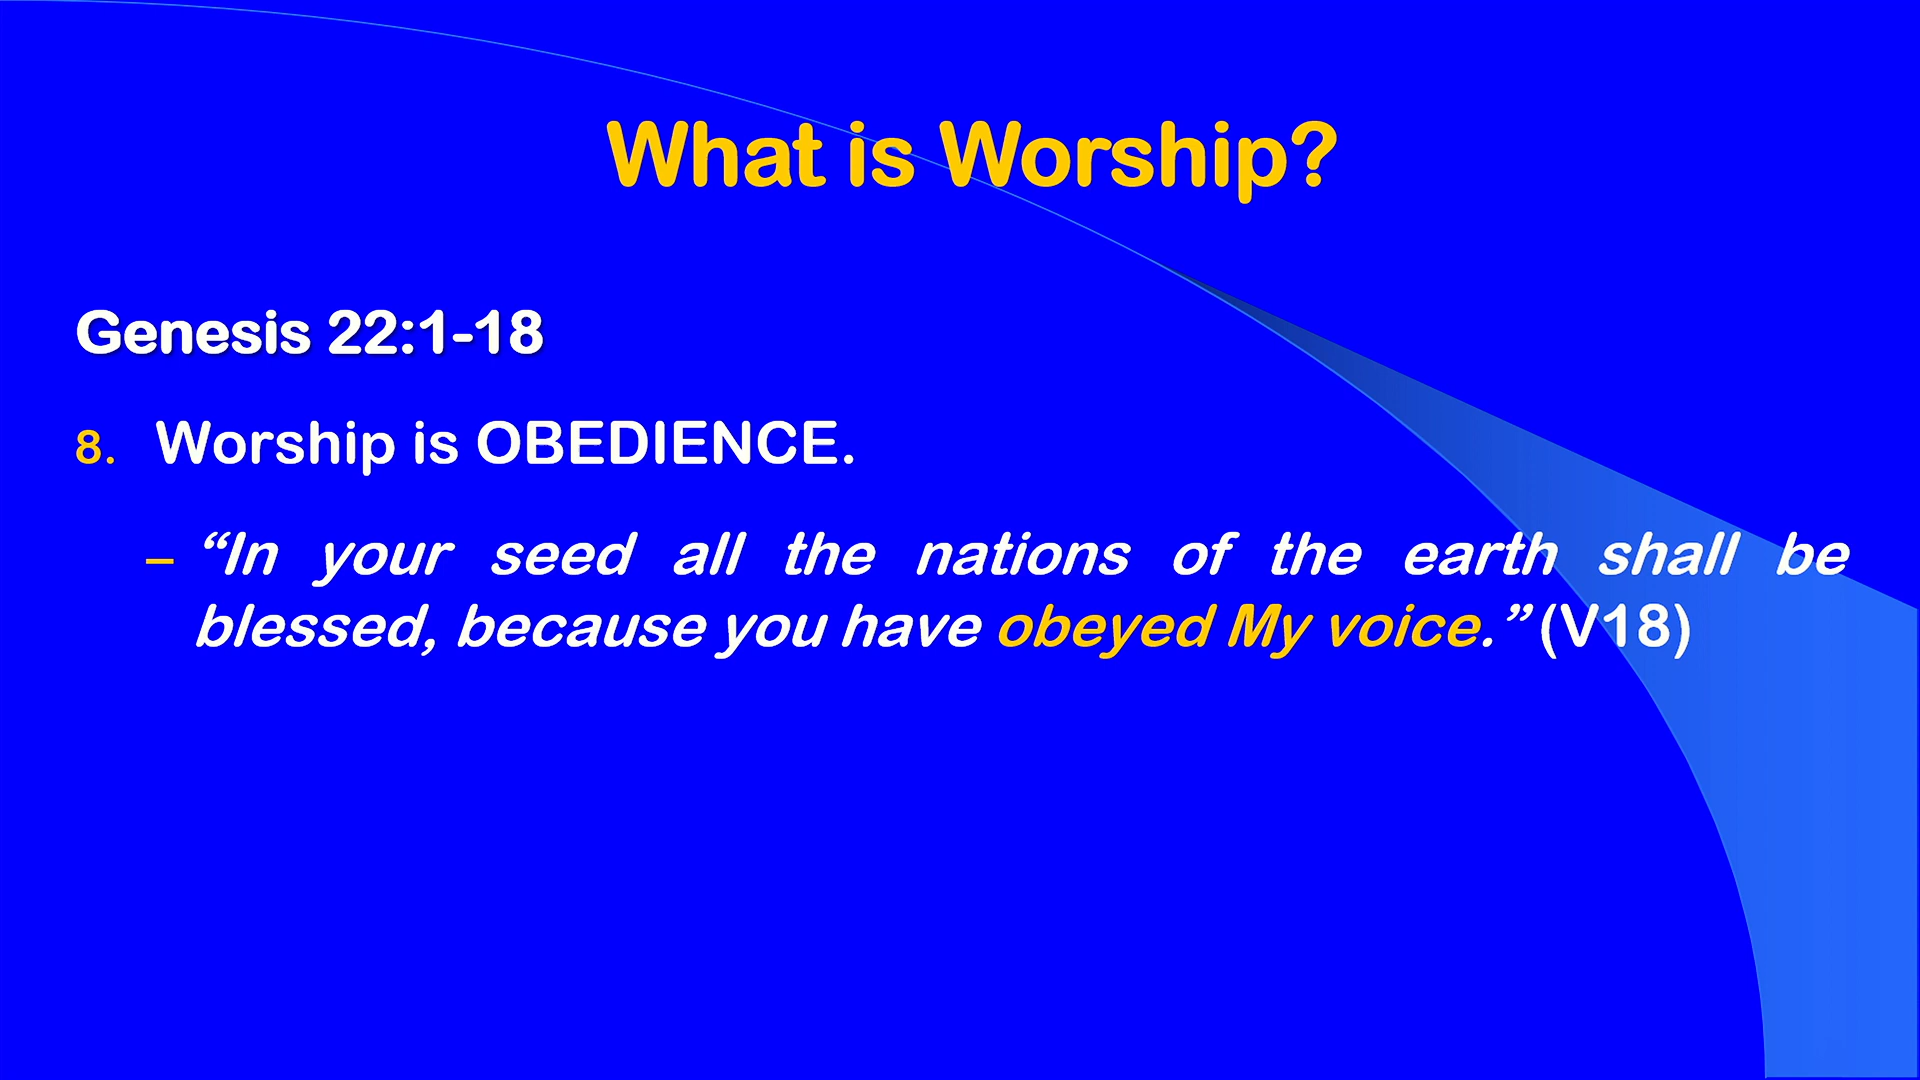 What is Worship?
Genesis 22:1-18
8. Worship is OBEDIENCE.
– “In your seed all the nations of the earth shall be
blessed, because you have obeyed My voice.” (V18)